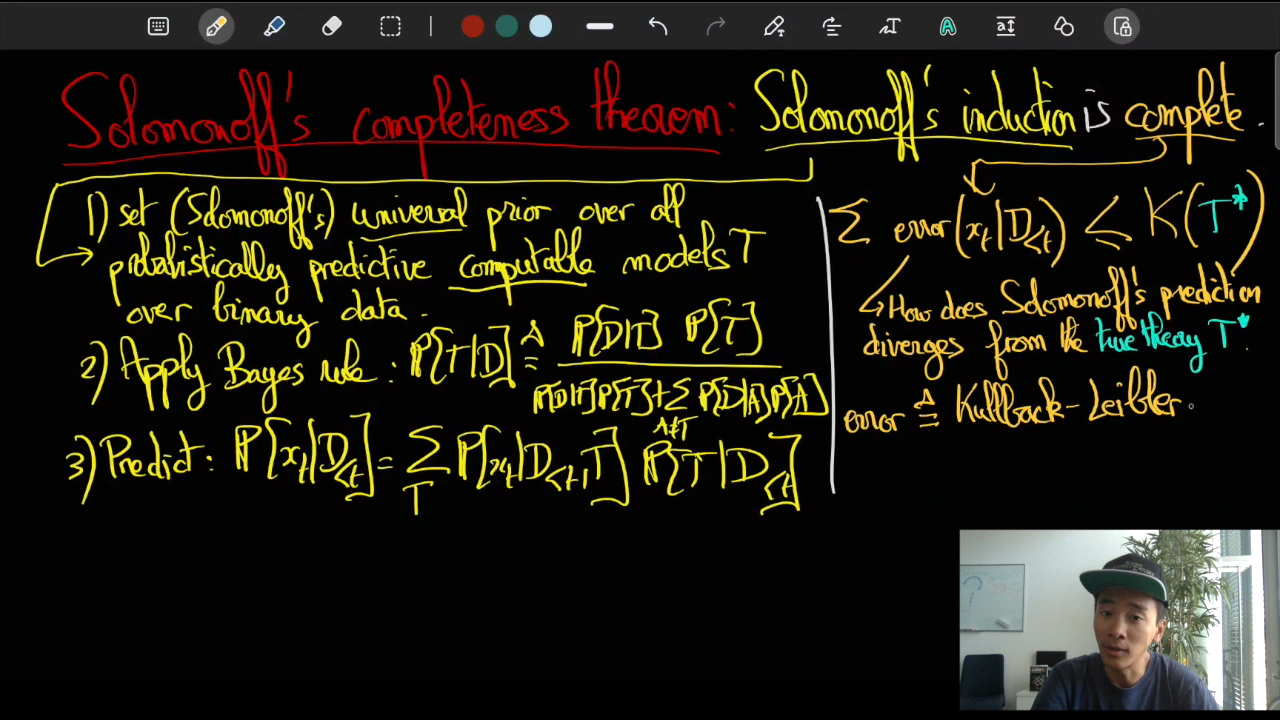 Solomonoff's completeness theorem: Solomonoff's induction is complete.
1) set (Solomonoff's) universal prior over all
probabilistically predictive computable models T
over binary data.
2) Apply Bayes rule: P[T|D] ≜ P[D|T] P[T] / P[D|T]P[T]+∑_{A≠T} P[D|A]P[A]
3) Predict: P[x_t|D_{<t}] = ∑_T P[x_t|D_{<t},T] P[T|D_{<t}]
∑ error(x_t|D_{<t}) ≤ K(T*)
↳ How does Solomonoff's prediction
diverges from the true theory T*.
error ≜ Kullback-Leibler.